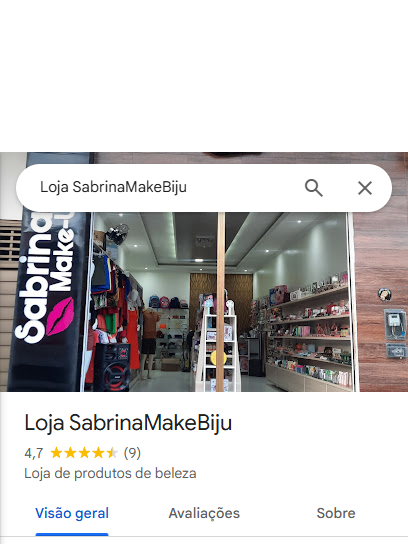 Loja SabrinaMakeBiju
Sabrina
Make-U
Loja SabrinaMakeBiju
4,7 (9)
Loja de produtos de beleza
Visão geral Avaliações Sobre